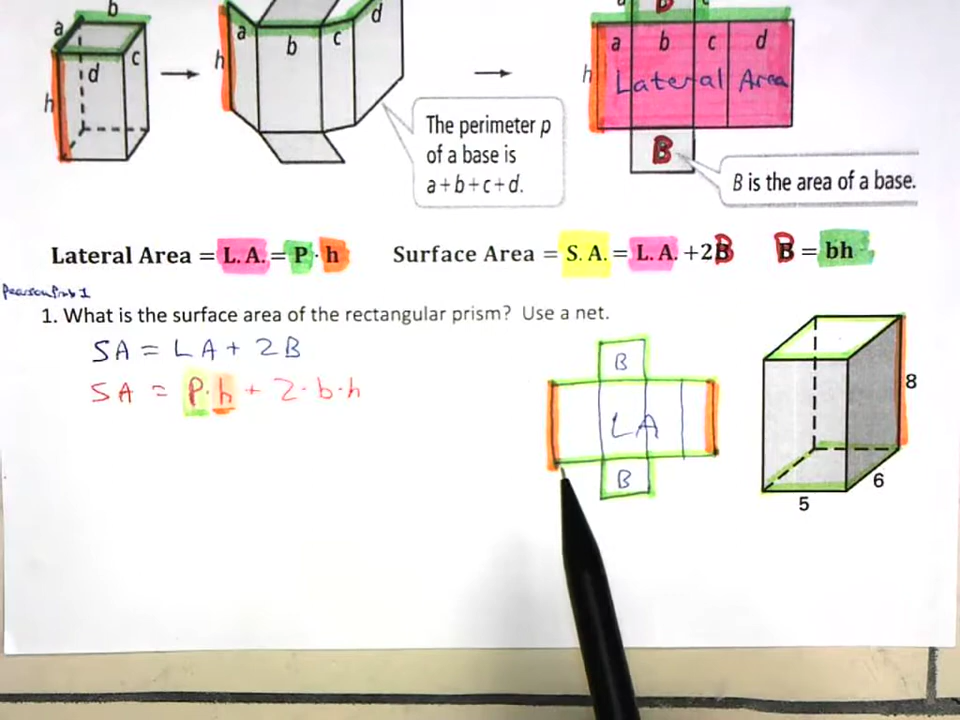 b
a
c
d
h
a
b
c
d
h
B
a b c d
h Lateral Area
B
The perimeter p
of a base is
a+b+c+d.
B is the area of a base.
Lateral Area = L.A. = P · h Surface Area = S.A. = L.A. +2B B = bh
1. What is the surface area of the rectangular prism? Use a net.
SA = LA + 2B
SA = P·h + 2·b·h
B
LA
B
8
6
5